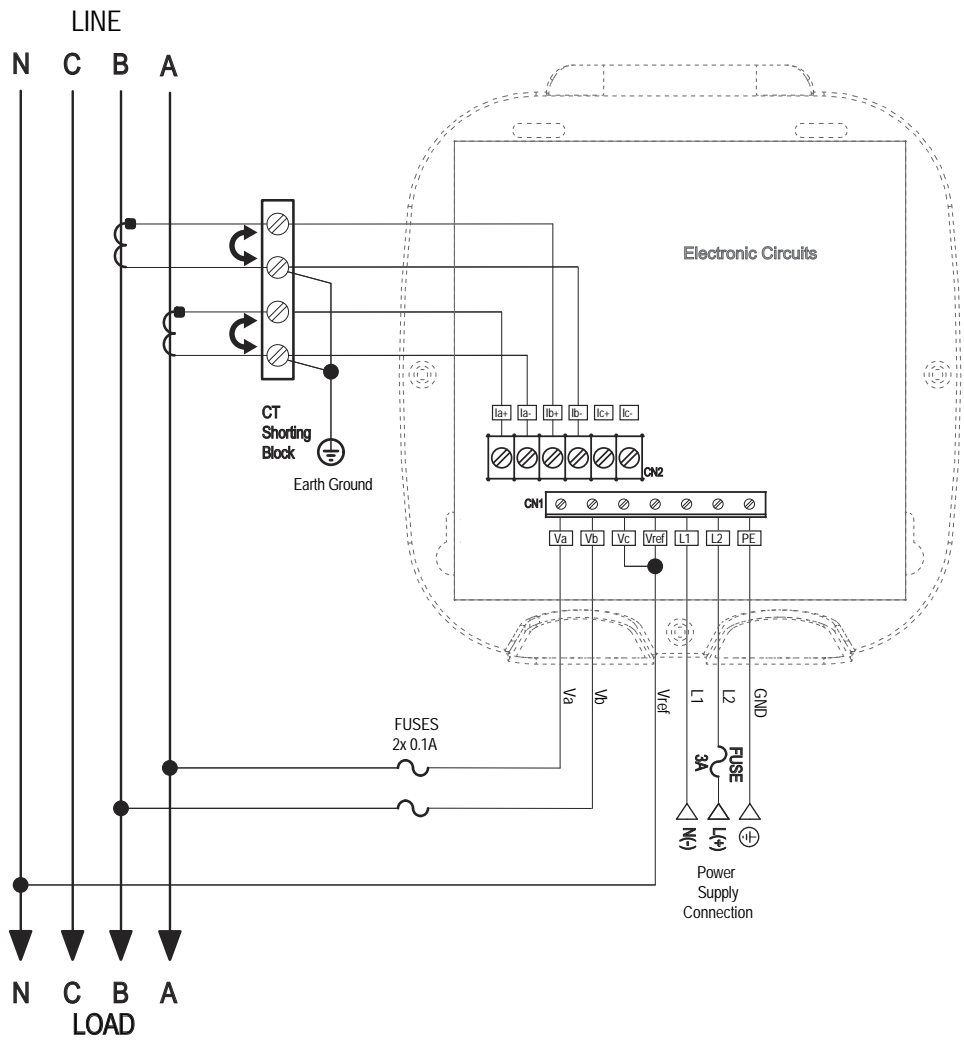 LINE
N C B A
Electronic Circuits
CT
Shorting
Block
Earth Ground
Ia+ Ia- Ib+ Ib- Ic+ Ic-
CN2
CN1
Va Vb Vc Vref L1 L2 PE
Va Vb Vref L1 L2 GND
FUSES
2x 0.1A
FUSE
3A
N(-) L(+)
Power
Supply
Connection
N C B A
LOAD